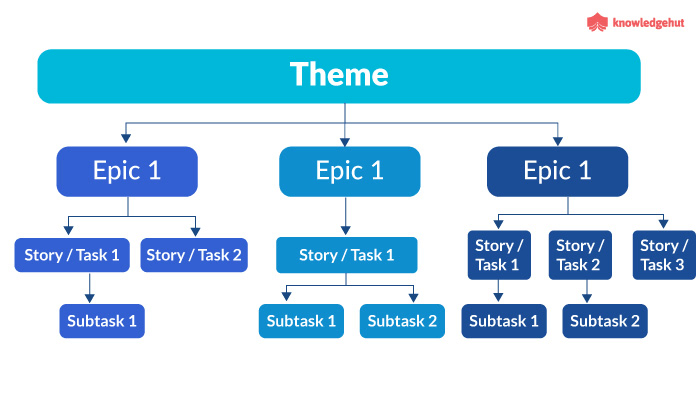 knowledgehut
Theme
Epic 1
Epic 1
Epic 1
Story / Task 1
Story / Task 2
Story / Task 1
Story /
Task 1
Story /
Task 2
Story /
Task 3
Subtask 1
Subtask 1
Subtask 2
Subtask 1
Subtask 2